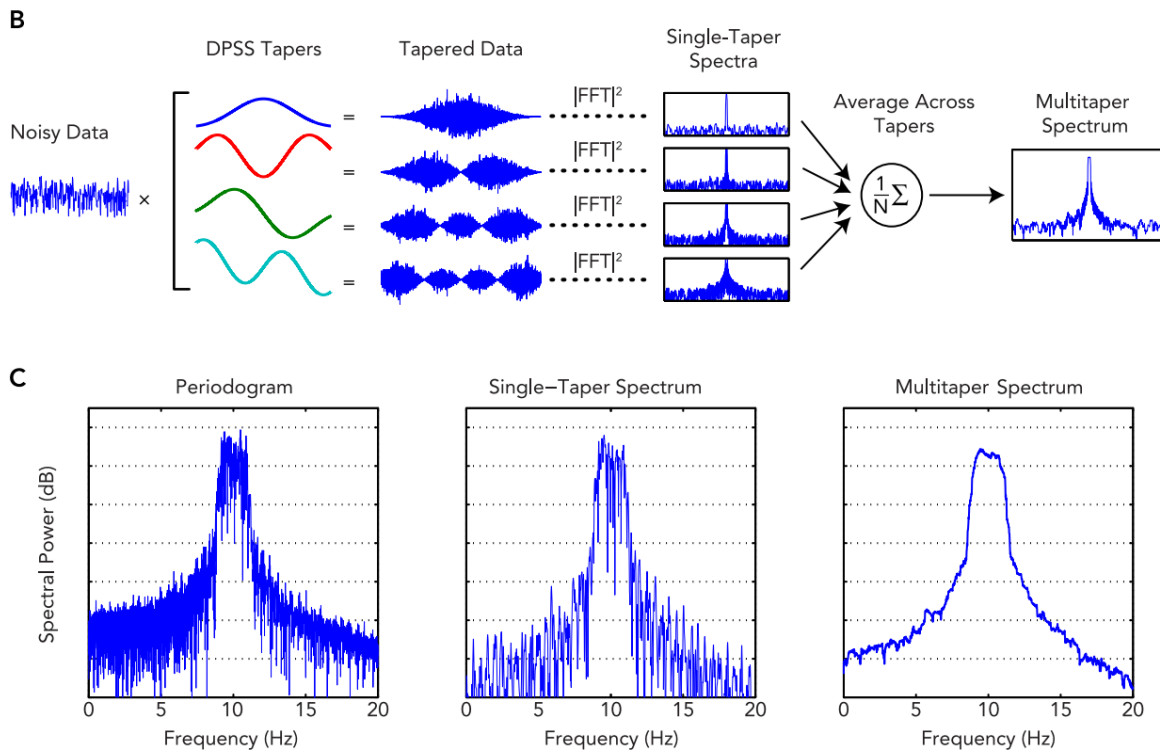 B
DPSS Tapers
Tapered Data
Single-Taper
Spectra
Average Across
Tapers
Multitaper
Spectrum
Noisy Data
×
=
|FFT|²
=
|FFT|²
=
|FFT|²
=
|FFT|²
1/N Σ
C
Periodogram
Single–Taper Spectrum
Multitaper Spectrum
Spectral Power (dB)
0 5 10 15 20
0 5 10 15 20
0 5 10 15 20
Frequency (Hz)
Frequency (Hz)
Frequency (Hz)